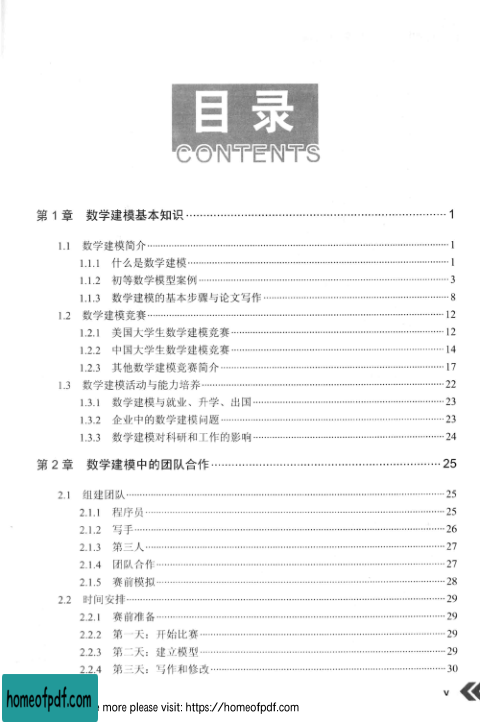 目录
CONTENTS
第1章 数学建模基本知识 1
1.1 数学建模简介 1
1.1.1 什么是数学建模 1
1.1.2 初等数学模型案例 3
1.1.3 数学建模的基本步骤与论文写作 8
1.2 数学建模竞赛 12
1.2.1 美国大学生数学建模竞赛 12
1.2.2 中国大学生数学建模竞赛 14
1.2.3 其他数学建模竞赛简介 17
1.3 数学建模活动与能力培养 22
1.3.1 数学建模与就业、升学、出国 23
1.3.2 企业中的数学建模问题 23
1.3.3 数学建模对科研和工作的影响 24
第2章 数学建模中的团队合作 25
2.1 组建团队 25
2.1.1 程序员 25
2.1.2 写手 26
2.1.3 第三人 27
2.1.4 团队合作 27
2.1.5 赛前模拟 28
2.2 时间安排 29
2.2.1 赛前准备 29
2.2.2 第一天：开始比赛 29
2.2.3 第二天：建立模型 29
2.2.4 第三天：写作和修改 30
v
homeofpdf.com
more please visit: https://homeofpdf.com